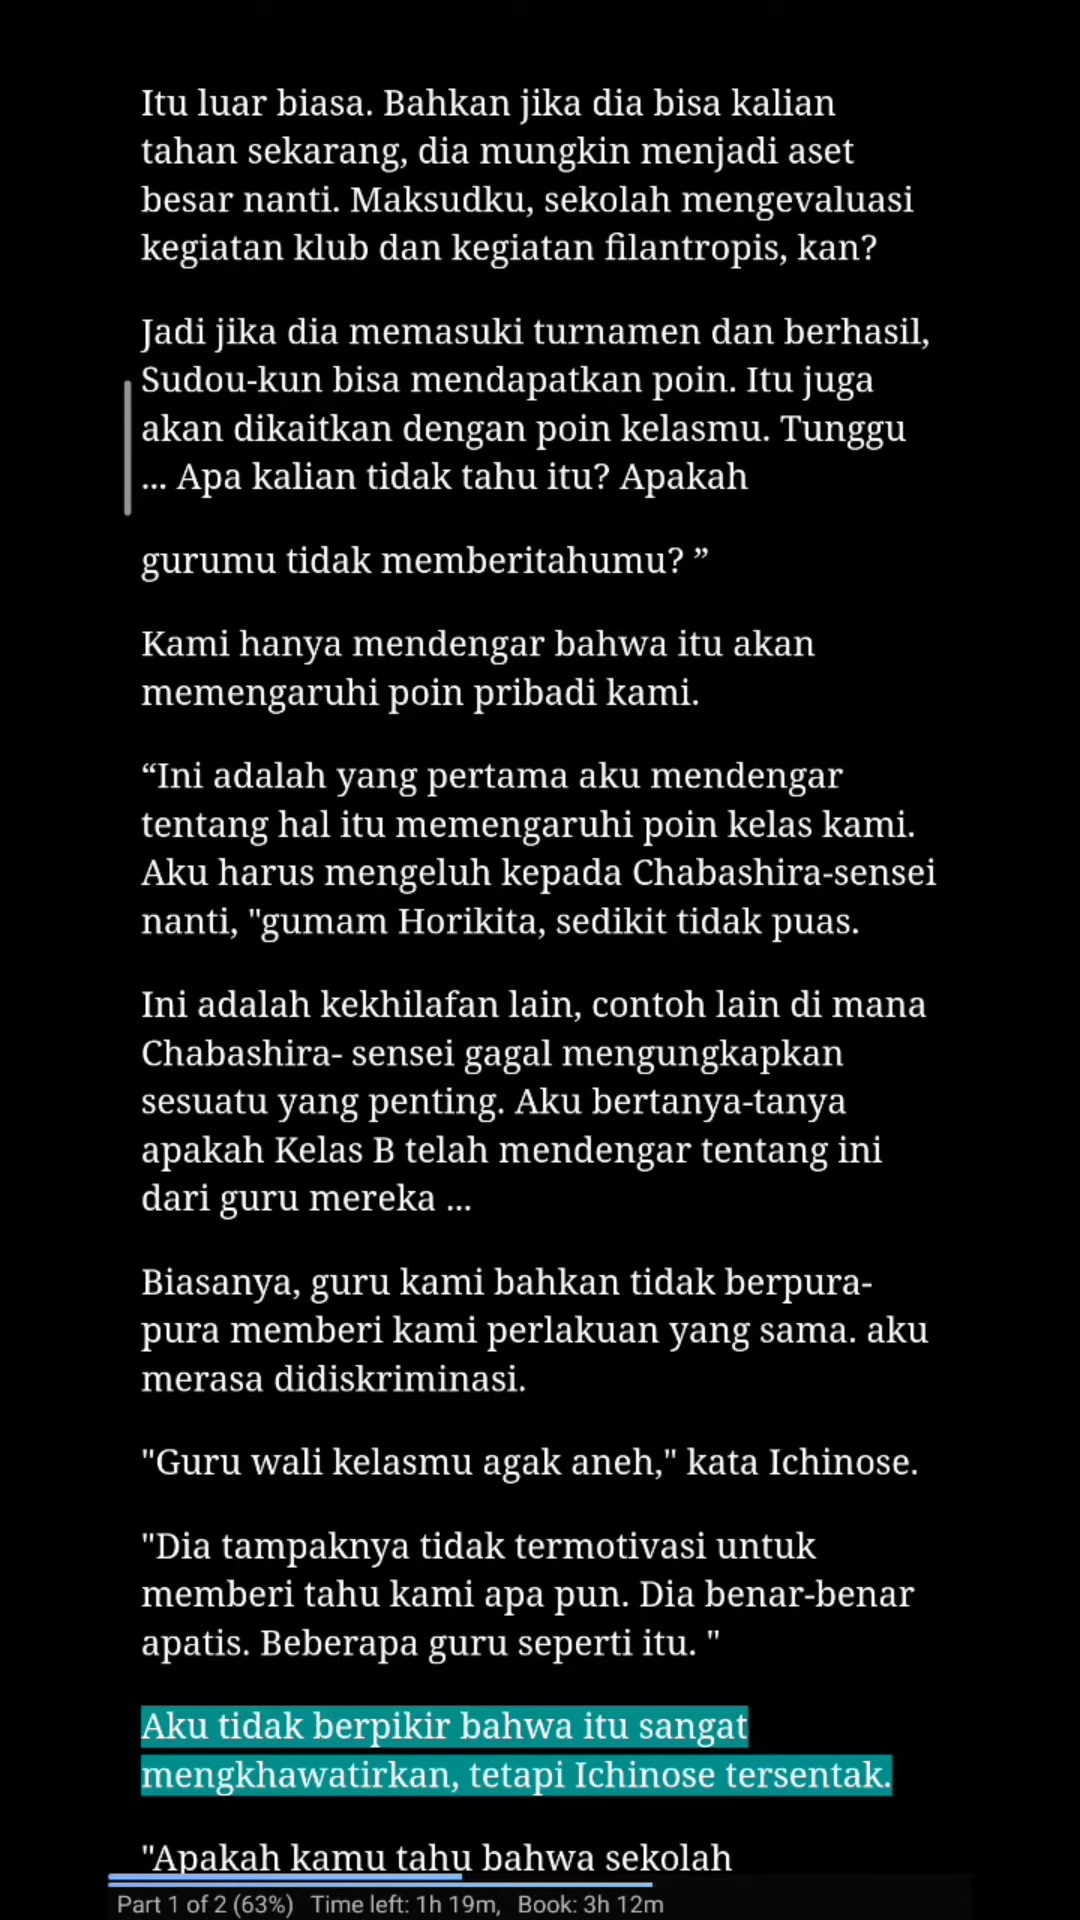 Itu luar biasa. Bahkan jika dia bisa kalian
tahan sekarang, dia mungkin menjadi aset
besar nanti. Maksudku, sekolah mengevaluasi
kegiatan klub dan kegiatan filantropis, kan?
Jadi jika dia memasuki turnamen dan berhasil,
Sudou-kun bisa mendapatkan poin. Itu juga
akan dikaitkan dengan poin kelasmu. Tunggu
... Apa kalian tidak tahu itu? Apakah
gurumu tidak memberitahumu? ”
Kami hanya mendengar bahwa itu akan
memengaruhi poin pribadi kami.
“Ini adalah yang pertama aku mendengar
tentang hal itu memengaruhi poin kelas kami.
Aku harus mengeluh kepada Chabashira-sensei
nanti, "gumam Horikita, sedikit tidak puas.
Ini adalah kekhilafan lain, contoh lain di mana
Chabashira- sensei gagal mengungkapkan
sesuatu yang penting. Aku bertanya-tanya
apakah Kelas B telah mendengar tentang ini
dari guru mereka ...
Biasanya, guru kami bahkan tidak berpura-
pura memberi kami perlakuan yang sama. aku
merasa didiskriminasi.
"Guru wali kelasmu agak aneh," kata Ichinose.
"Dia tampaknya tidak termotivasi untuk
memberi tahu kami apa pun. Dia benar-benar
apatis. Beberapa guru seperti itu. "
Aku tidak berpikir bahwa itu sangat
mengkhawatirkan, tetapi Ichinose tersentak.
"Apakah kamu tahu bahwa sekolah
Part 1 of 2 (63%) Time left: 1h 19m, Book: 3h 12m